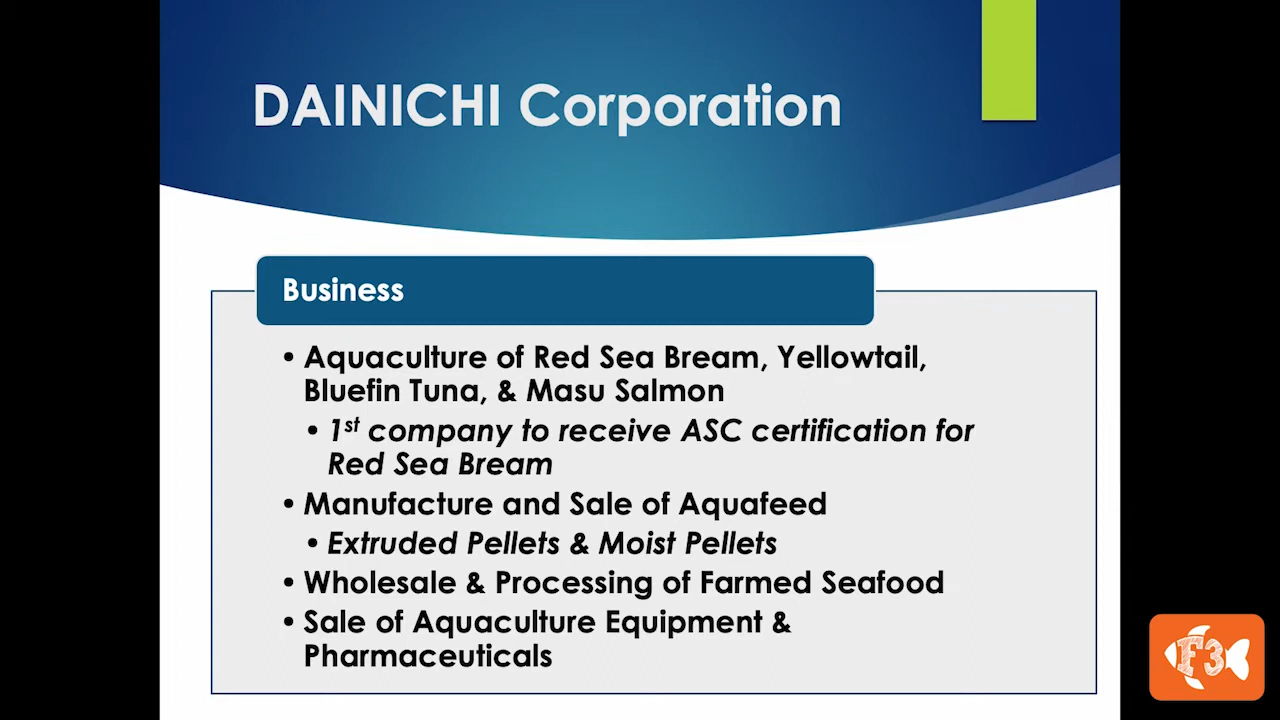 DAINICHI Corporation
Business
• Aquaculture of Red Sea Bream, Yellowtail,
Bluefin Tuna, & Masu Salmon
• 1st company to receive ASC certification for
Red Sea Bream
• Manufacture and Sale of Aquafeed
• Extruded Pellets & Moist Pellets
• Wholesale & Processing of Farmed Seafood
• Sale of Aquaculture Equipment &
Pharmaceuticals
F3